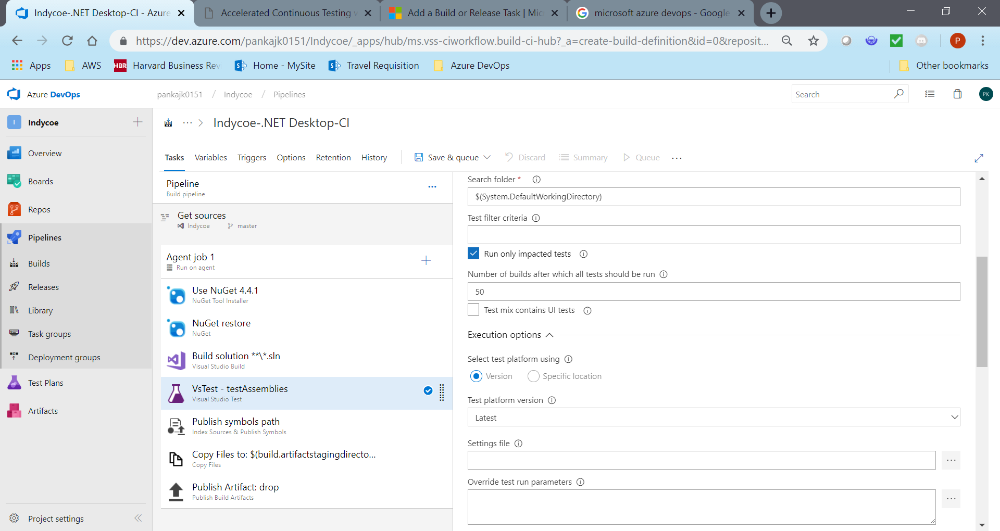 Indycoe-.NET Desktop-CI - Azure
Accelerated Continuous Testing w
Add a Build or Release Task | Mic
microsoft azure devops - Google
https://dev.azure.com/pankajk0151/Indycoe/_apps/hub/ms.vss-ciworkflow.build-ci-hub?_a=create-build-definition&id=0&reposit...
P
Apps
AWS
HBR
Harvard Business Rev
Home - MySite
Travel Requisition
Azure DevOps
Other bookmarks
Azure DevOps
pankajk0151 / Indycoe / Pipelines
Search
PK
I
Indycoe
Overview
Boards
Repos
Pipelines
Builds
Releases
Library
Task groups
Deployment groups
Test Plans
Artifacts
Project settings
... > Indycoe-.NET Desktop-CI
Tasks
Variables
Triggers
Options
Retention
History
Save & queue
Discard
Summary
Queue
...
Pipeline
Build pipeline
...
Get sources
Indycoe
master
Agent job 1
Run on agent
Use NuGet 4.4.1
NuGet Tool Installer
NuGet restore
NuGet
Build solution **\*.sln
Visual Studio Build
VsTest - testAssemblies
Visual Studio Test
Publish symbols path
Index Sources & Publish Symbols
Copy Files to: $(build.artifactstagingdirecto...
Copy Files
Publish Artifact: drop
Publish Build Artifacts
Search folder *
$(System.DefaultWorkingDirectory)
Test filter criteria
Run only impacted tests
Number of builds after which all tests should be run
50
Test mix contains UI tests
Execution options
Select test platform using
Version
Specific location
Test platform version
Latest
Settings file
...
Override test run parameters
...